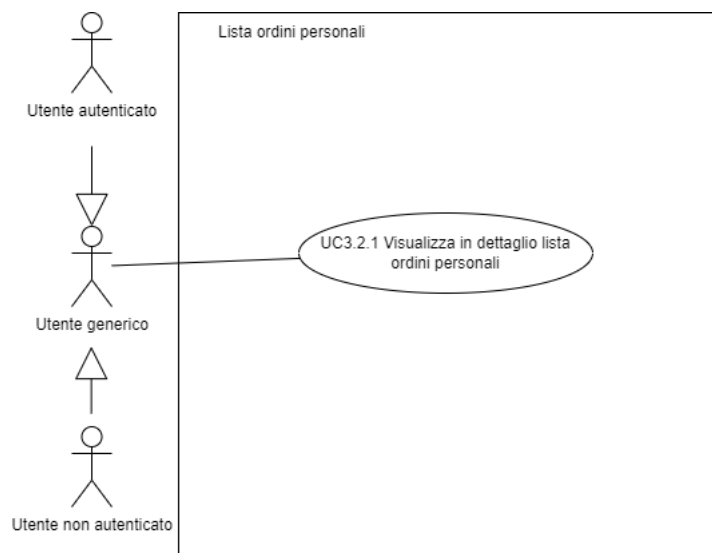 Lista ordini personali
Utente autenticato
UC3.2.1 Visualizza in dettaglio lista
ordini personali
Utente generico
Utente non autenticato